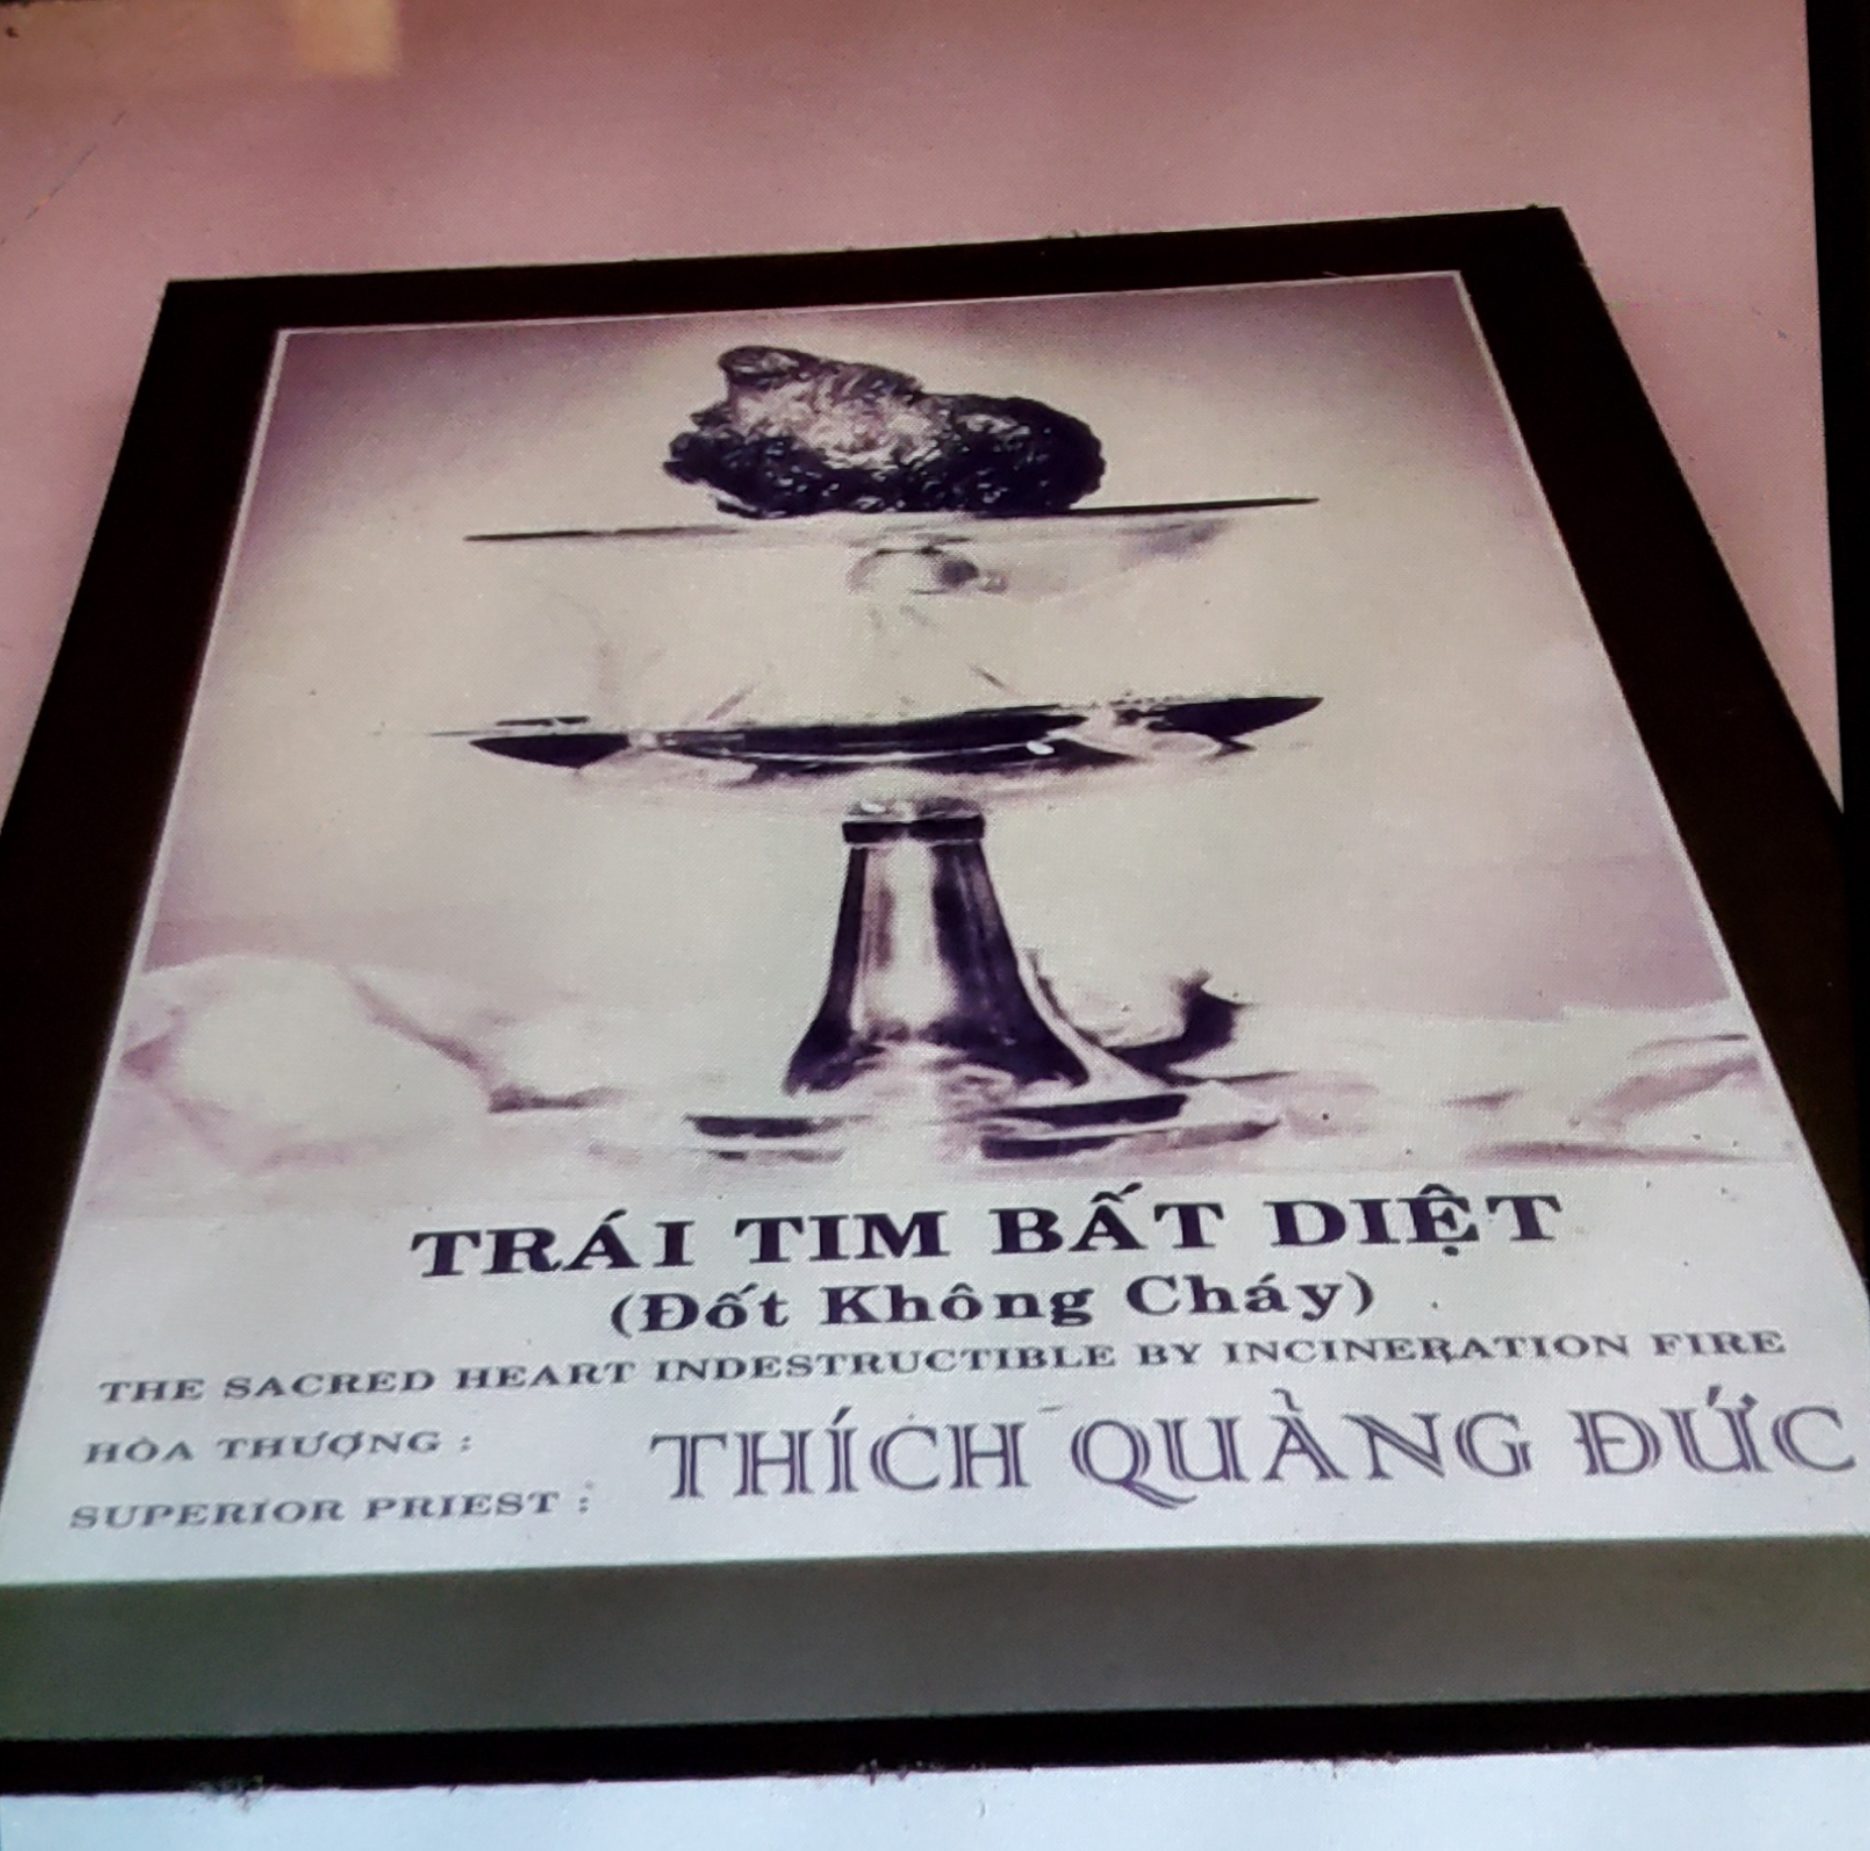 TRÁI TIM BẤT DIỆT
(Đốt Không Cháy)
THE SACRED HEART INDESTRUCTIBLE BY INCINERATION FIRE
HÒA THƯỢNG :
SUPERIOR PRIEST : THÍCH QUẢNG ĐỨC